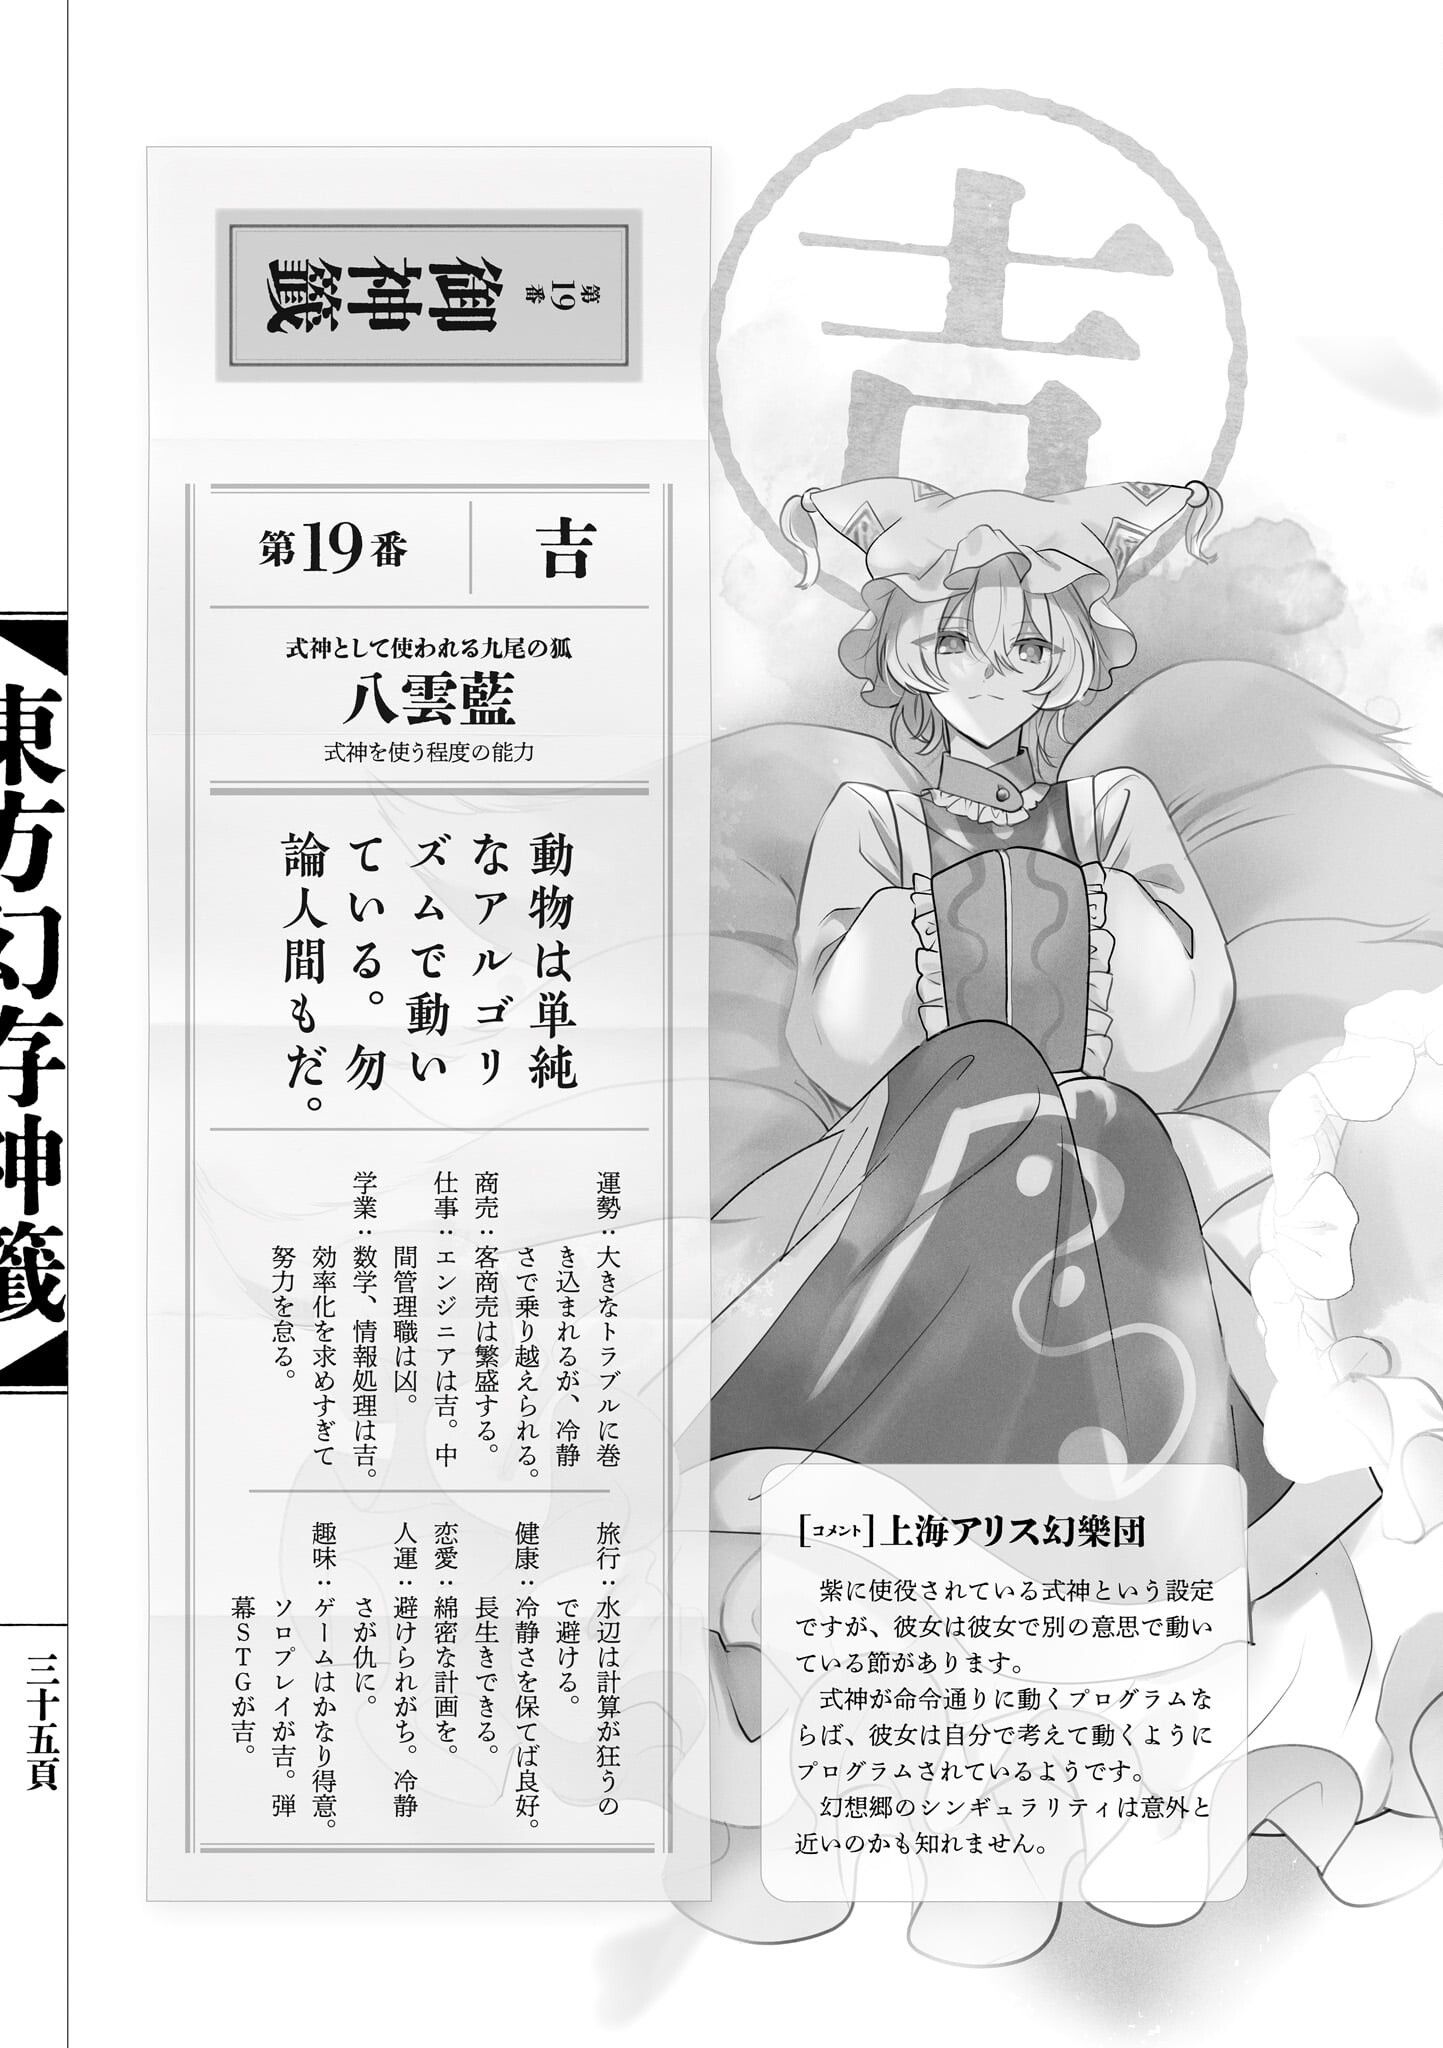 吉
御神籤
第19番
吉
第19番
式神として使われる九尾の狐
八雲藍
式神を使う程度の能力
動物は単純
なアルゴリ
ズムで動い
ている。勿
論人間もだ。
運勢：大きなトラブルに巻
き込まれるが、冷静
さで乗り越えられる。
商売：客商売は繁盛する。
仕事：エンジニアは吉。中
間管理職は凶。
学業：数学、情報処理は吉。
効率化を求めすぎて
努力を怠る。
旅行：水辺は計算が狂うの
で避ける。
健康：冷静さを保てば良好。
長生きできる。
恋愛：綿密な計画を。
人運：避けられがち。冷静
さが仇に。
趣味：ゲームはかなり得意。
ソロプレイが吉。弾
幕STGが吉。
［コメント］上海アリス幻樂団
紫に使役されている式神という設定
ですが、彼女は彼女で別の意思で動い
ている節があります。
式神が命令通りに動くプログラムな
らば、彼女は自分で考えて動くように
プログラムされているようです。
幻想郷のシンギュラリティは意外と
近いのかも知れません。
【東方幻存神籤】
三十五頁